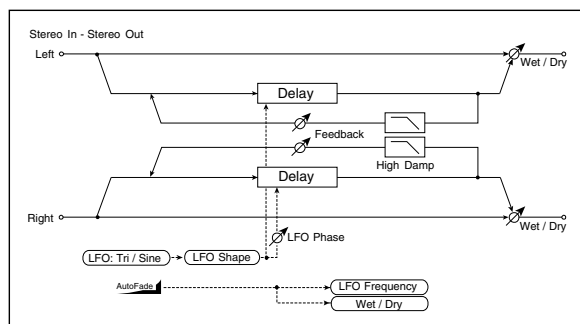 Stereo In - Stereo Out
Left
Wet / Dry
Delay
Feedback
High Damp
Delay
Right
Wet / Dry
LFO Phase
LFO: Tri / Sine
LFO Shape
AutoFade
LFO Frequency
Wet / Dry